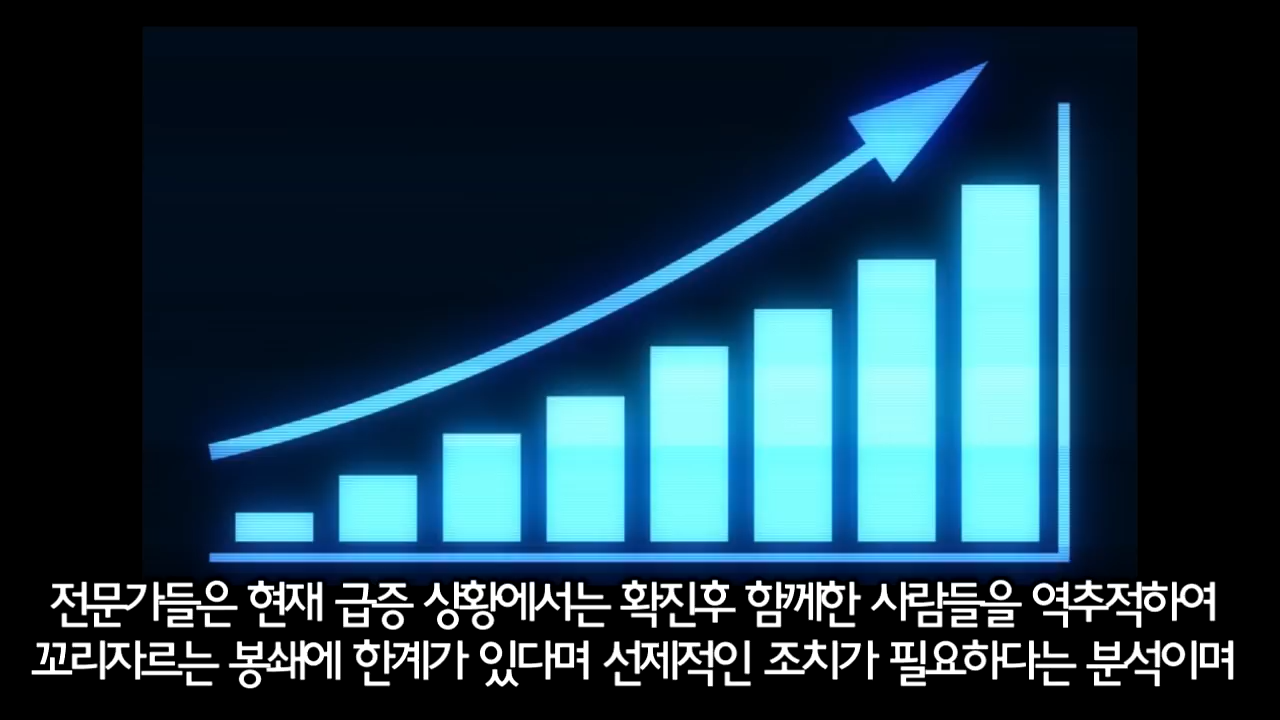 전문가들은 현재 급증 상황에서는 확진후 함께한 사람들을 역추적하여
꼬리자르는 봉쇄에 한계가 있다며 선제적인 조치가 필요하다는 분석이며